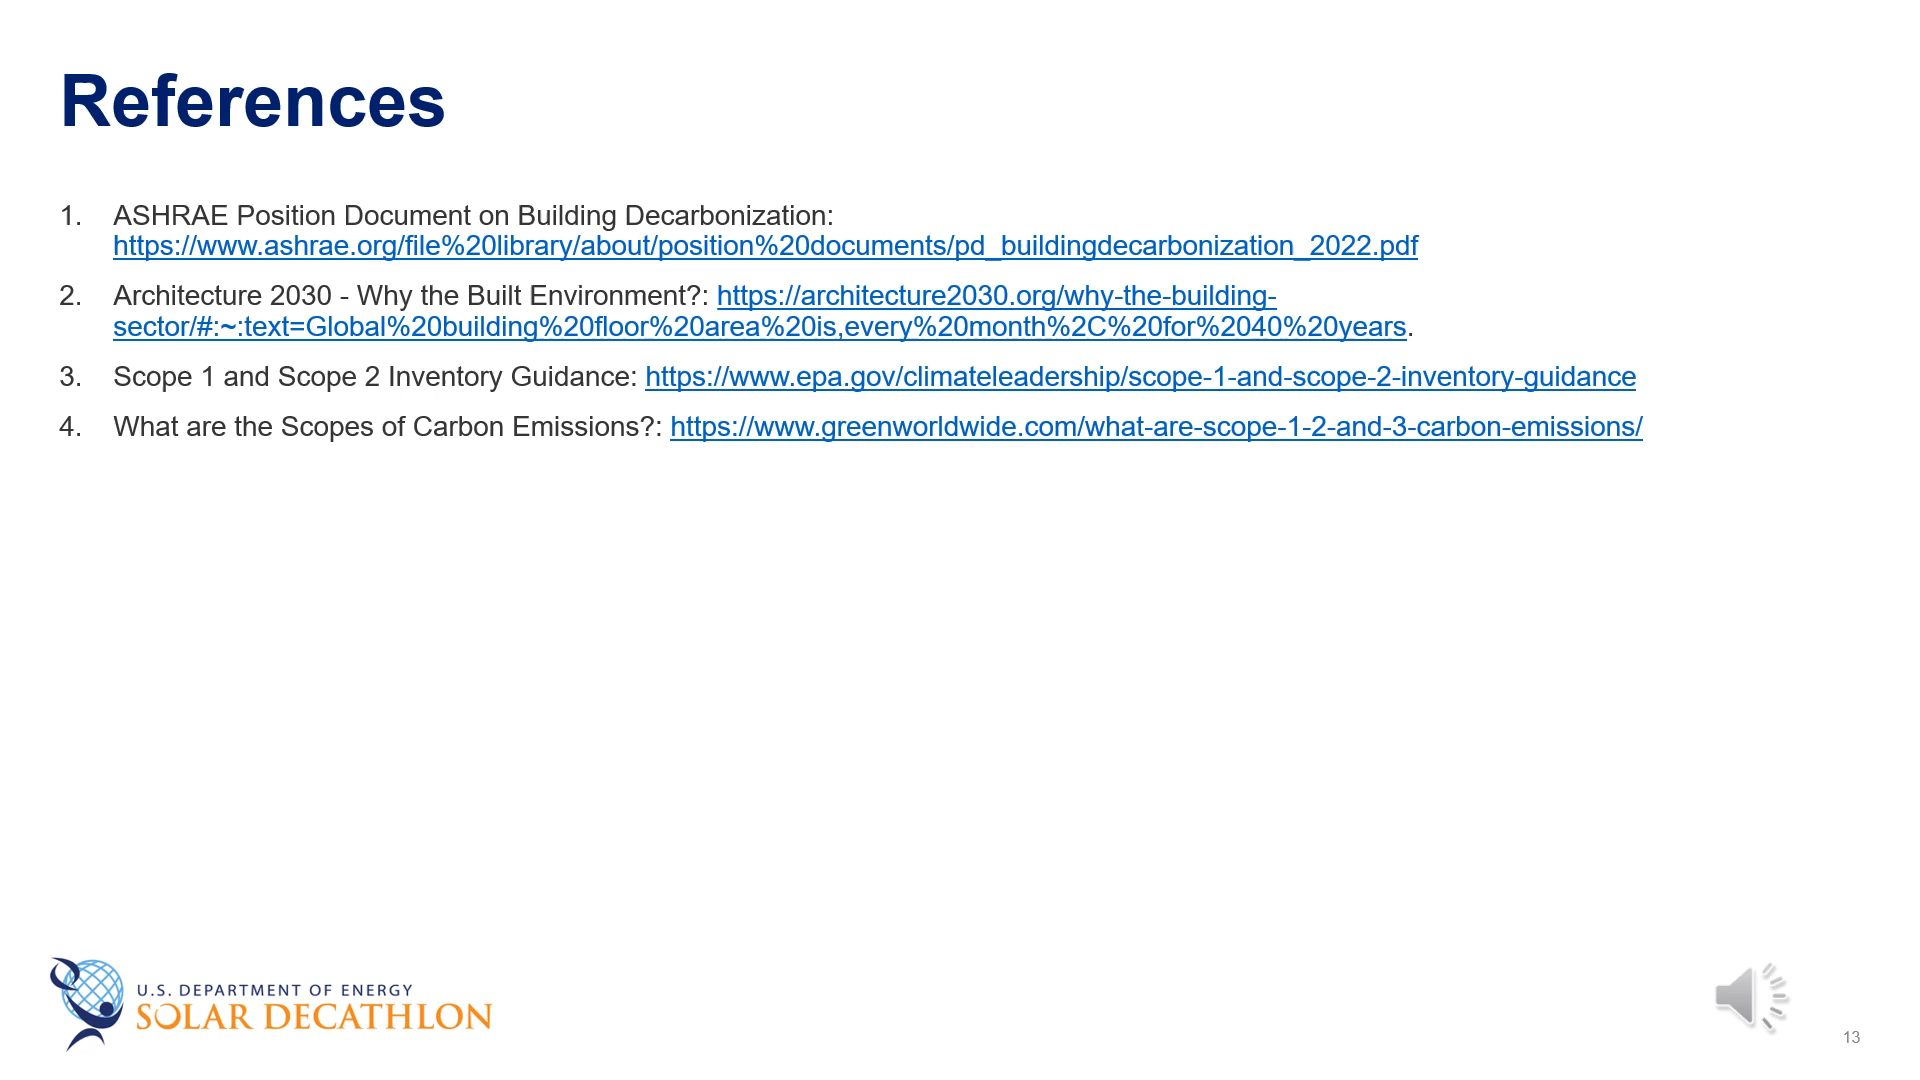 References
1. ASHRAE Position Document on Building Decarbonization:
https://www.ashrae.org/file%20library/about/position%20documents/pd_buildingdecarbonization_2022.pdf
2. Architecture 2030 - Why the Built Environment?: https://architecture2030.org/why-the-building-
sector/#:~:text=Global%20building%20floor%20area%20is,every%20month%2C%20for%2040%20years.
3. Scope 1 and Scope 2 Inventory Guidance: https://www.epa.gov/climateleadership/scope-1-and-scope-2-inventory-guidance
4. What are the Scopes of Carbon Emissions?: https://www.greenworldwide.com/what-are-scope-1-2-and-3-carbon-emissions/
U.S. DEPARTMENT OF ENERGY
SOLAR DECATHLON
13